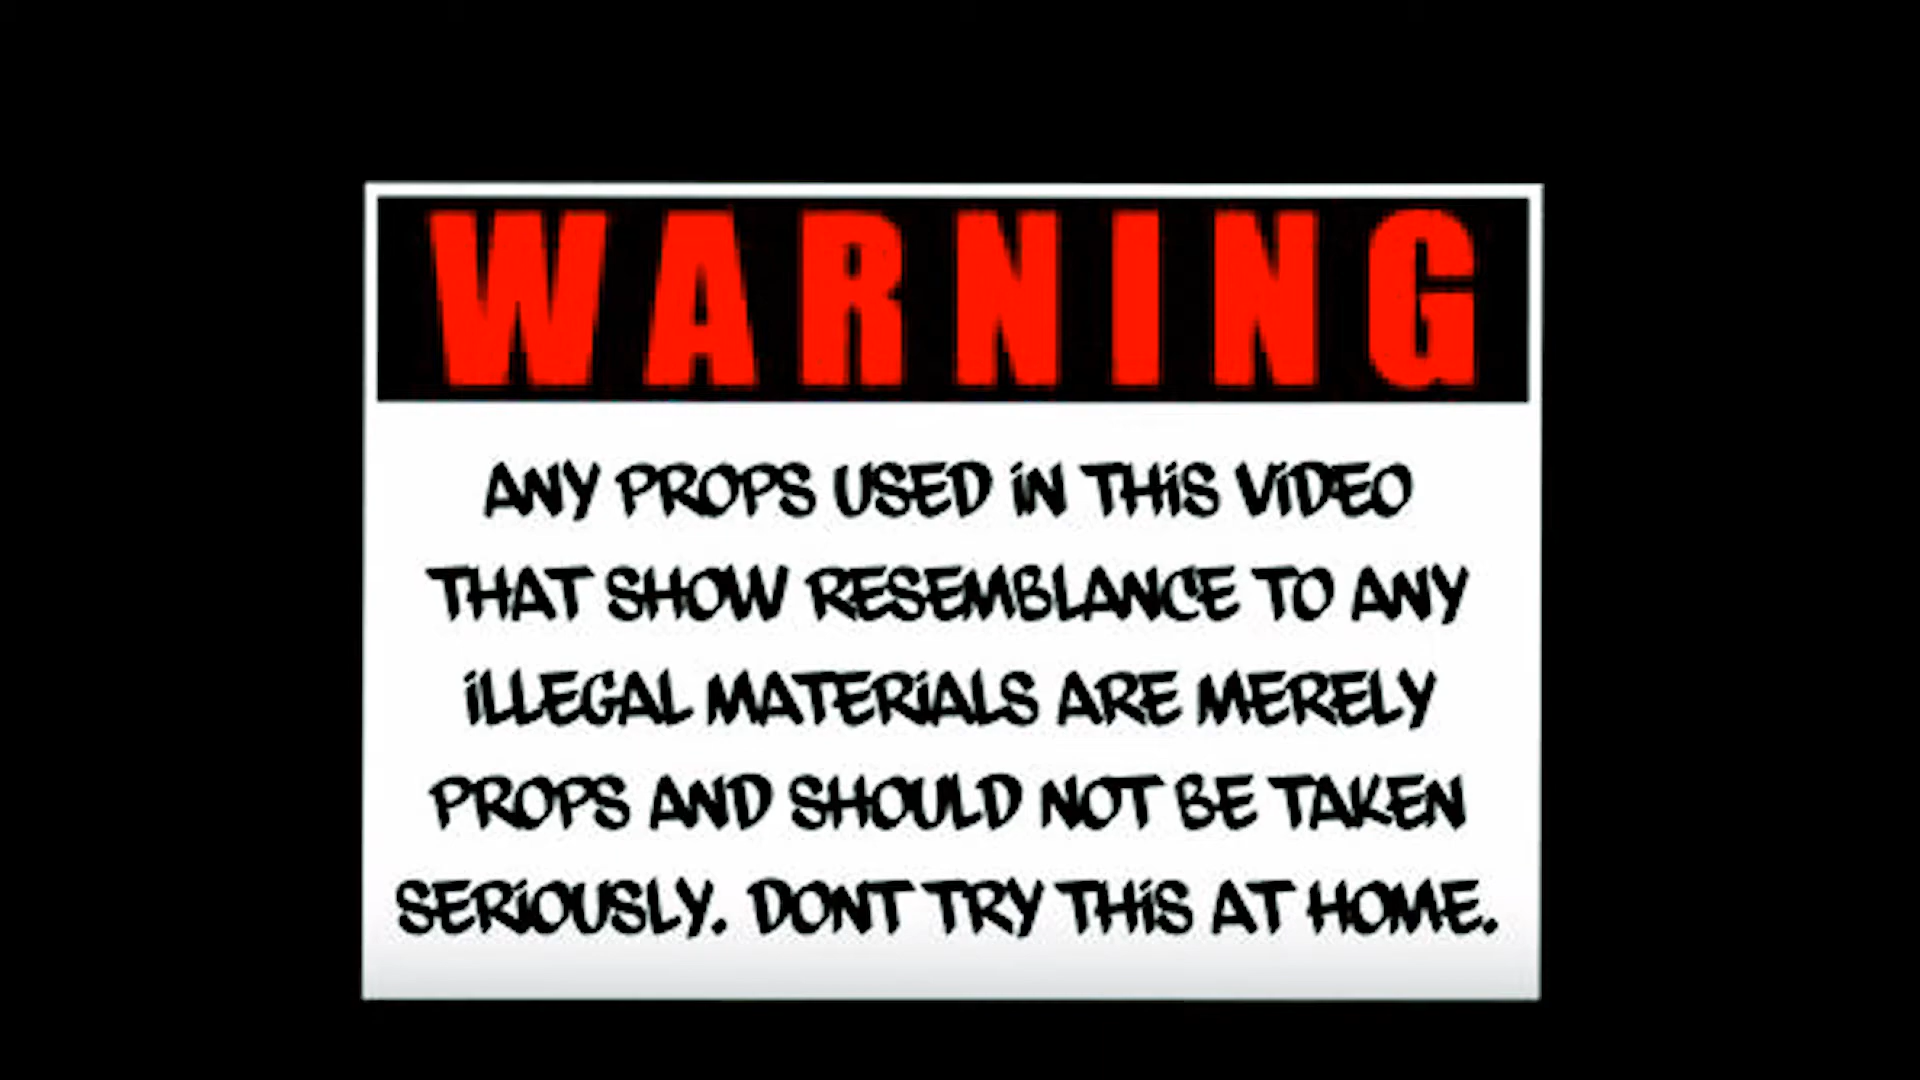 WARNING
ANY PROPS USED iN THiS ViDEO
THAT SHOW RESEMBLANCE TO ANY
iLLEGAL MATERiALS ARE MERELY
PROPS AND SHOULD NOT BE TAKEN
SERiOUSLY. DONT TRY THiS AT HOME.